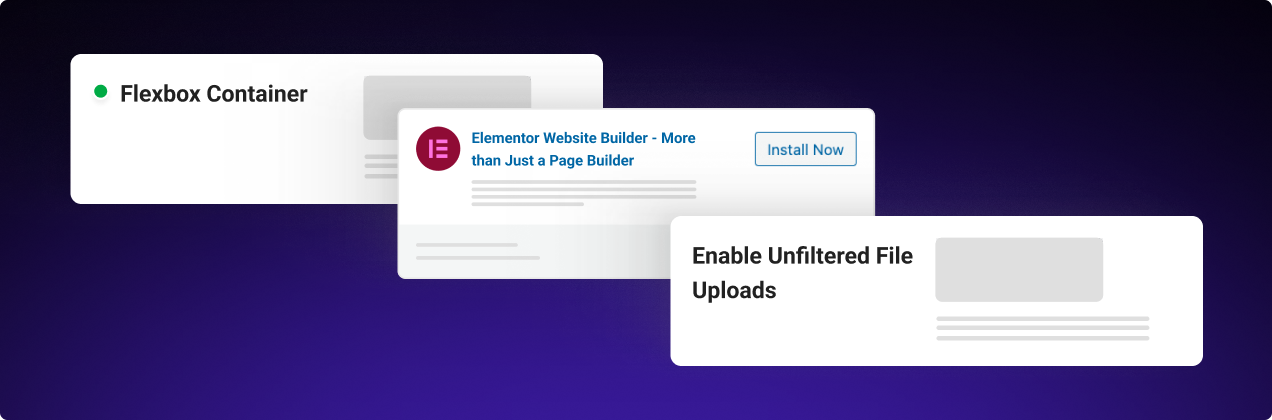 Flexbox Container
Elementor Website Builder - More
than Just a Page Builder
Install Now
Enable Unfiltered File
Uploads